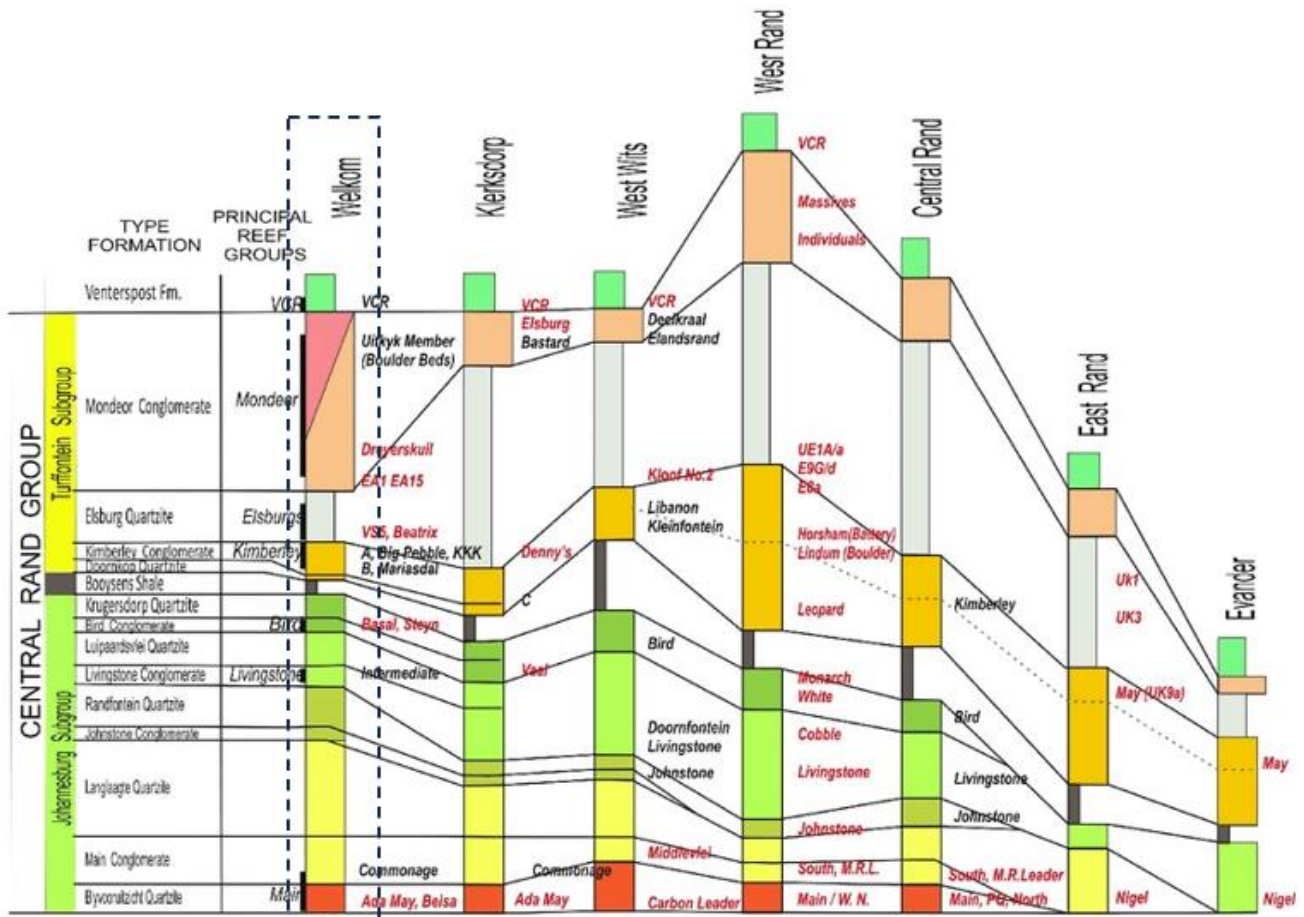 Welkom
Klerksdorp
West Wits
Wesr Rand
Central Rand
East Rand
Evander
TYPE
FORMATION
PRINCIPAL
REEF
GROUPS
CENTRAL RAND GROUP
Turffontein Subgroup
Johannesburg Subgroup
Venterspost Fm.
Mondeor Conglomerate
Elsburg Quartzite
Kimberley Conglomerate
Doornkop Quartzite
Booysens Shale
Krugersdorp Quartzite
Bird Conglomerate
Luipaardsvlei Quartzite
Livingstone Conglomerate
Randfontein Quartzite
Johnstone Conglomerate
Langlaagte Quartzite
Main Conglomerate
VCR
Mondeor
Elsburgs
Kimberley
Bird
Livingstone
Main
VCR
Uitkyk Member
(Boulder Beds)
Dreyerskuil
EA1 EA15
VS5, Beatrix
A, Big Pebble, KKK
B, Mariasdal
Basal, Steyn
Intermediate
Commonage
Ada May, Beisa
VCR
Elsburg
Bastard
Denny's
C
Vaal
Commonage
Ada May
VCR
Deelkraal
Elandsrand
Kloof No:2
Libanon
Kleinfontein
Bird
Doornfontein
Livingstone
Johnstone
Middlevlei
Carbon Leader
VCR
Massives
Individuals
UE1A/a
E9G/d
E8a
Horsham(Battery)
Lindum (Boulder)
Leopard
Monarch
White
Cobble
Livingstone
Johnstone
South, M.R.L.
Main / W. N.
Kimberley
Bird
Livingstone
Johnstone
South, M.R.Leader
Main, PG, North
Uk1
UK3
May (UK9a)
Nigel
May
Nigel